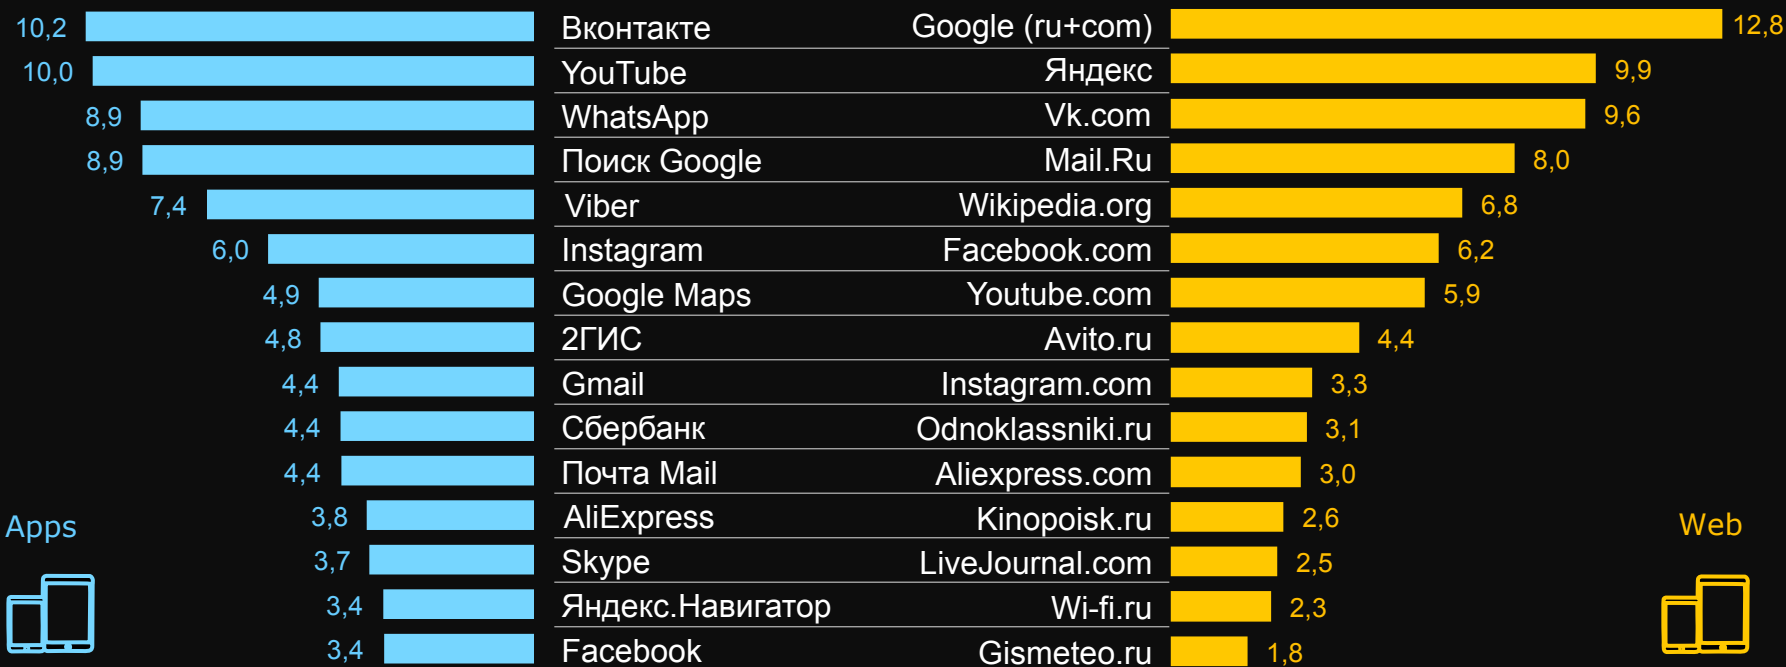 10,2 Вконтакте Google (ru+com) 12,8
10,0 YouTube Яндекс 9,9
8,9 WhatsApp Vk.com 9,6
8,9 Поиск Google Mail.Ru 8,0
7,4 Viber Wikipedia.org 6,8
6,0 Instagram Facebook.com 6,2
4,9 Google Maps Youtube.com 5,9
4,8 2ГИС Avito.ru 4,4
4,4 Gmail Instagram.com 3,3
4,4 Сбербанк Odnoklassniki.ru 3,1
4,4 Почта Mail Aliexpress.com 3,0
3,8 AliExpress Kinopoisk.ru 2,6
Apps Web
3,7 Skype LiveJournal.com 2,5
3,4 Яндекс.Навигатор Wi-fi.ru 2,3
3,4 Facebook Gismeteo.ru 1,8